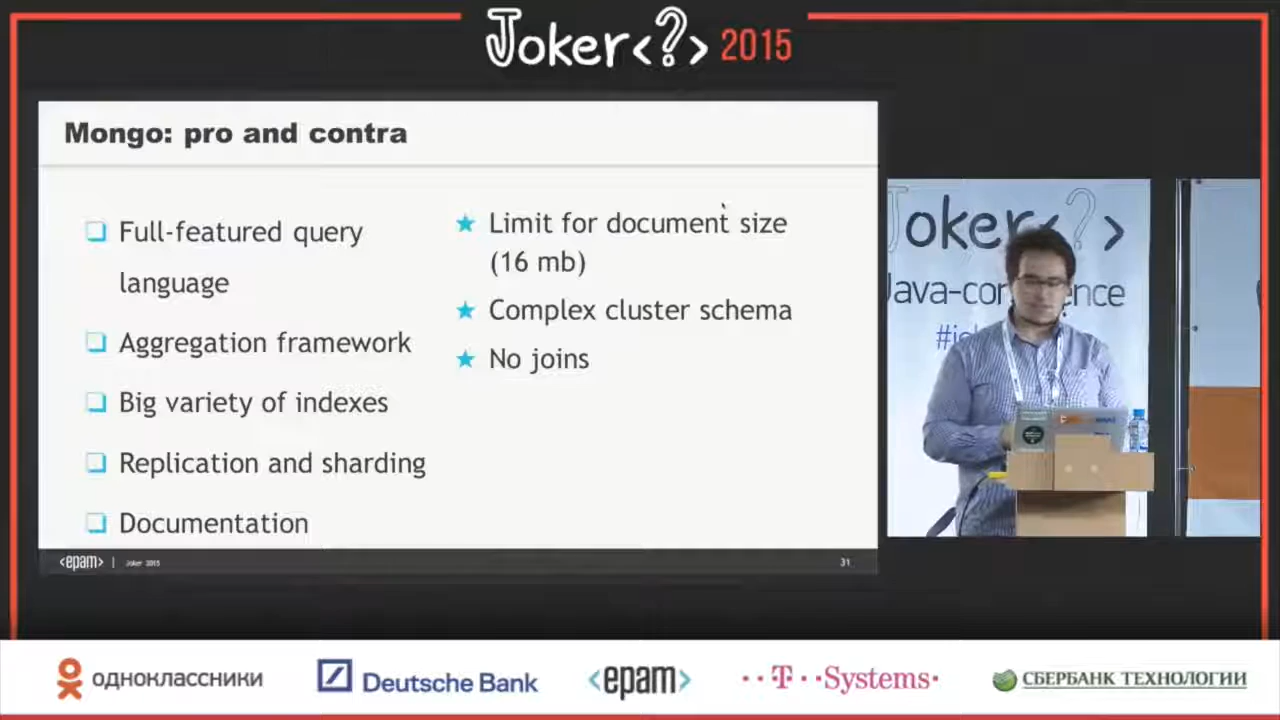 Joker<?> 2015
Mongo: pro and contra
Full-featured query
language
Aggregation framework
Big variety of indexes
Replication and sharding
Documentation
Limit for document size
(16 mb)
Complex cluster schema
No joins
<epam> | Joker 2015
31
Joker<?>
Java-conference
одноклассники
Deutsche Bank
<epam>
··T··Systems·
СБЕРБАНК ТЕХНОЛОГИИ